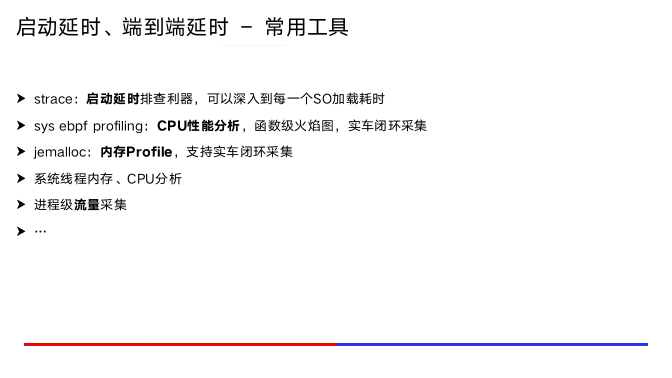 启动延时、端到端延时 – 常用工具
➤ strace：启动延时排查利器，可以深入到每一个SO加载耗时
➤ sys ebpf profiling：CPU性能分析，函数级火焰图，实车闭环采集
➤ jemalloc：内存Profile，支持实车闭环采集
➤ 系统线程内存、CPU分析
➤ 进程级流量采集
➤ …